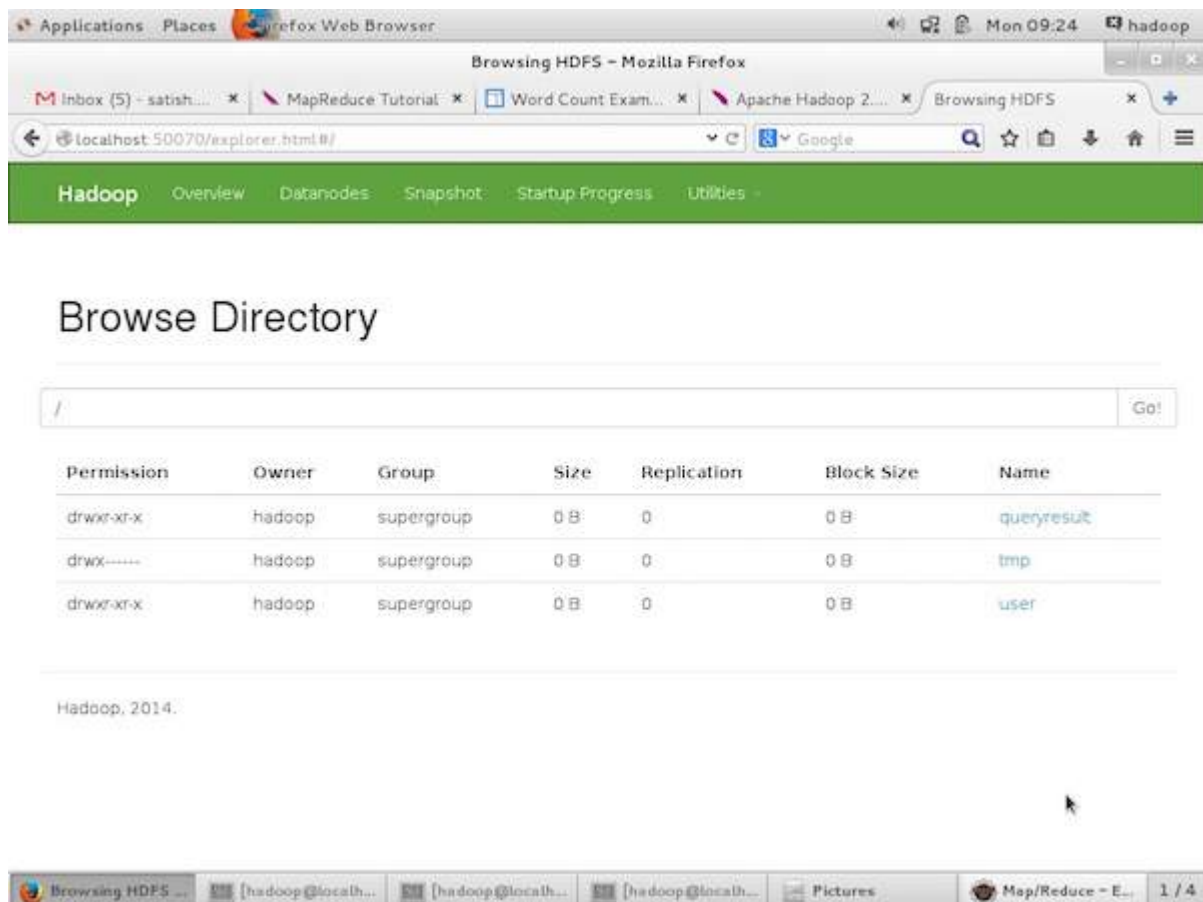 Applications Places Firefox Web Browser Mon 09:24 hadoop
Browsing HDFS - Mozilla Firefox
Inbox (5) - satish.... MapReduce Tutorial Word Count Exam... Apache Hadoop 2.... Browsing HDFS
localhost:50070/explorer.html#/ Google
Hadoop Overview Datanodes Snapshot Startup Progress Utilities
Browse Directory
/ Go!
Permission Owner Group Size Replication Block Size Name
drwxr-xr-x hadoop supergroup 0 B 0 0 B queryresult
drwx------ hadoop supergroup 0 B 0 0 B tmp
drwxr-xr-x hadoop supergroup 0 B 0 0 B user
Hadoop, 2014.
Browsing HDFS ... [hadoop@localh... [hadoop@localh... [hadoop@localh... Pictures Map/Reduce - E... 1 / 4